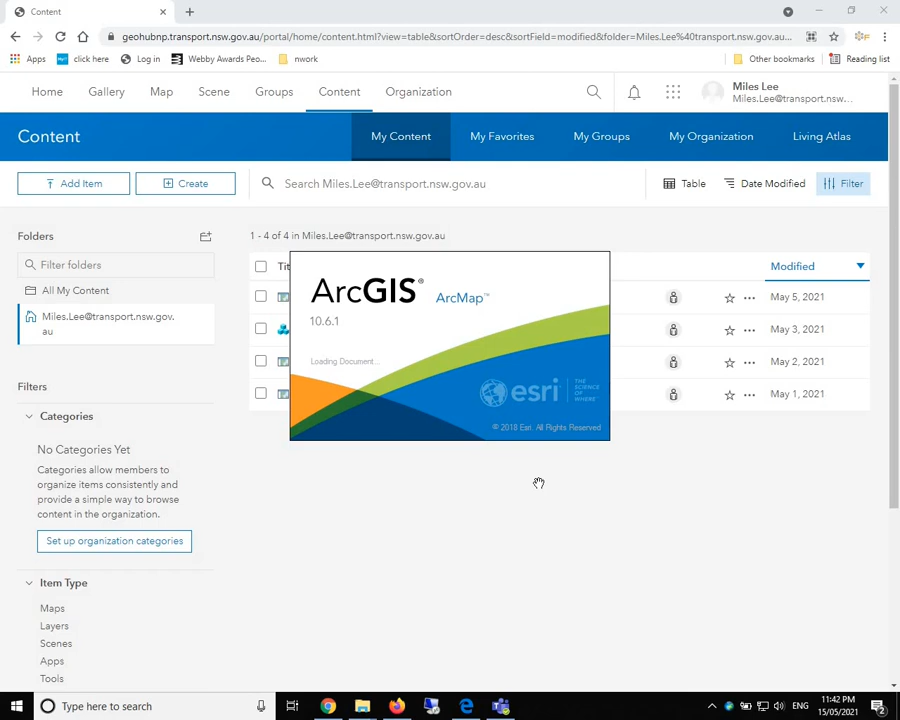 Content
geohubnp.transport.nsw.gov.au/portal/home/content.html?view=table&sortOrder=desc&sortField=modified&folder=Miles.Lee%40transport.nsw.gov.au...
Apps click here Log in Webby Awards Peo... nwork Other bookmarks Reading list
Home Gallery Map Scene Groups Content Organization Miles Lee
Miles.Lee@transport.nsw....
Content My Content My Favorites My Groups My Organization Living Atlas
Add Item Create Search Miles.Lee@transport.nsw.gov.au Table Date Modified Filter
Folders 1 - 4 of 4 in Miles.Lee@transport.nsw.gov.au
Filter folders Modified
All My Content
Miles.Lee@transport.nsw.gov.
au
May 5, 2021
May 3, 2021
May 2, 2021
May 1, 2021
ArcGIS® ArcMap™
10.6.1
Loading Document...
esri THE
SCIENCE
OF
WHERE™
© 2018 Esri. All Rights Reserved
Filters
Categories
No Categories Yet
Categories allow members to
organize items consistently and
provide a simple way to browse
content in the organization.
Set up organization categories
Item Type
Maps
Layers
Scenes
Apps
Tools
Type here to search ENG 11:42 PM
15/05/2021 2